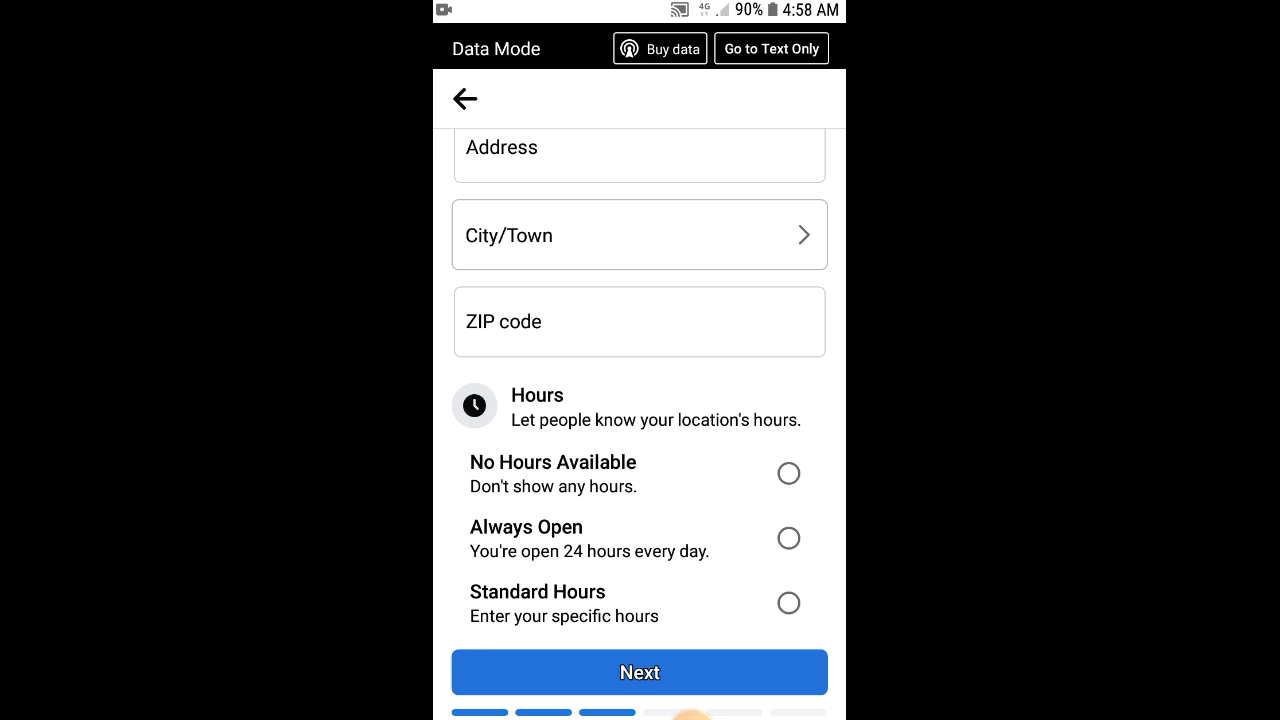 4G 90% 4:58 AM
Data Mode Buy data Go to Text Only
Address
City/Town
ZIP code
Hours
Let people know your location's hours.
No Hours Available
Don't show any hours.
Always Open
You're open 24 hours every day.
Standard Hours
Enter your specific hours
Next